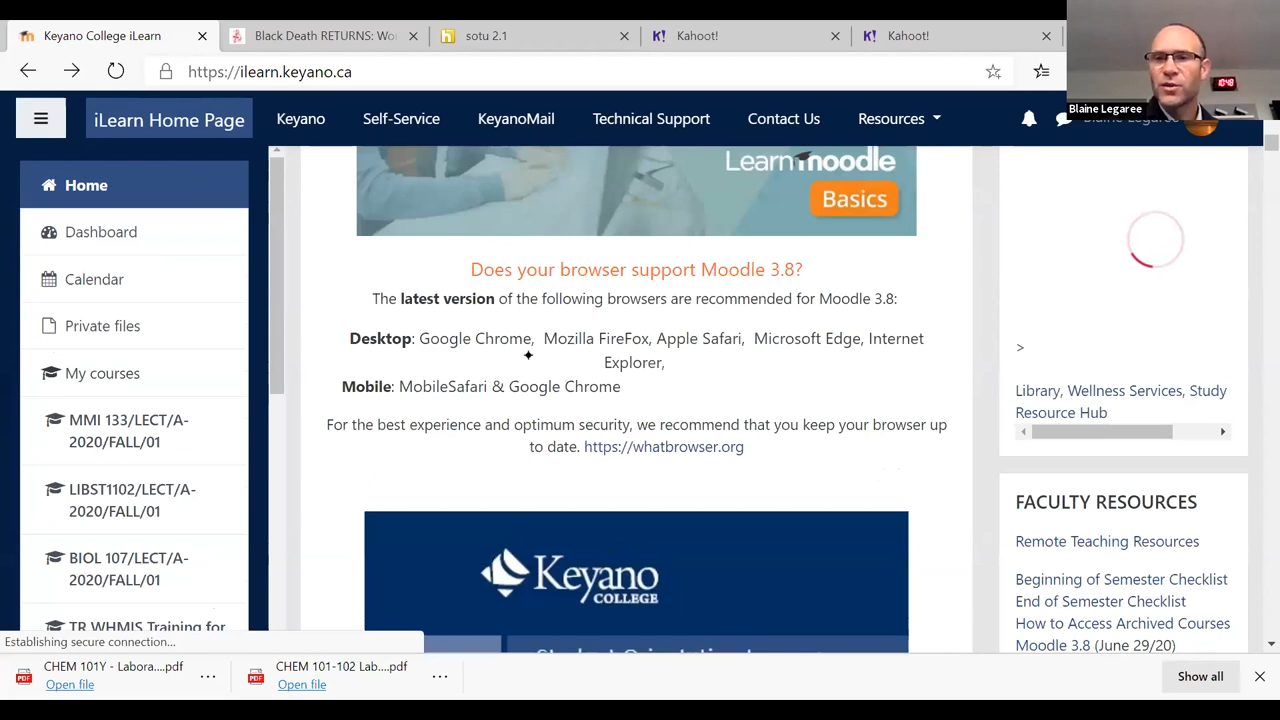 Keyano College iLearn
Black Death RETURNS: Wo
sotu 2.1
Kahoot!
Kahoot!
https://ilearn.keyano.ca
10:48
Blaine Legaree
iLearn Home Page
Keyano
Self-Service
KeyanoMail
Technical Support
Contact Us
Resources
Blaine Legaree
Home
Dashboard
Calendar
Private files
My courses
MMI 133/LECT/A-
2020/FALL/01
LIBST1102/LECT/A-
2020/FALL/01
BIOL 107/LECT/A-
2020/FALL/01
TR WHMIS Training for
Learn moodle
Basics
Does your browser support Moodle 3.8?
The latest version of the following browsers are recommended for Moodle 3.8:
Desktop: Google Chrome, Mozilla FireFox, Apple Safari, Microsoft Edge, Internet
Explorer,
Mobile: MobileSafari & Google Chrome
For the best experience and optimum security, we recommend that you keep your browser up
to date. https://whatbrowser.org
Keyano
COLLEGE
>
Library, Wellness Services, Study
Resource Hub
FACULTY RESOURCES
Remote Teaching Resources
Beginning of Semester Checklist
End of Semester Checklist
How to Access Archived Courses
Moodle 3.8 (June 29/20)
Establishing secure connection...
CHEM 101Y - Labora....pdf
Open file
CHEM 101-102 Lab....pdf
Open file
Show all